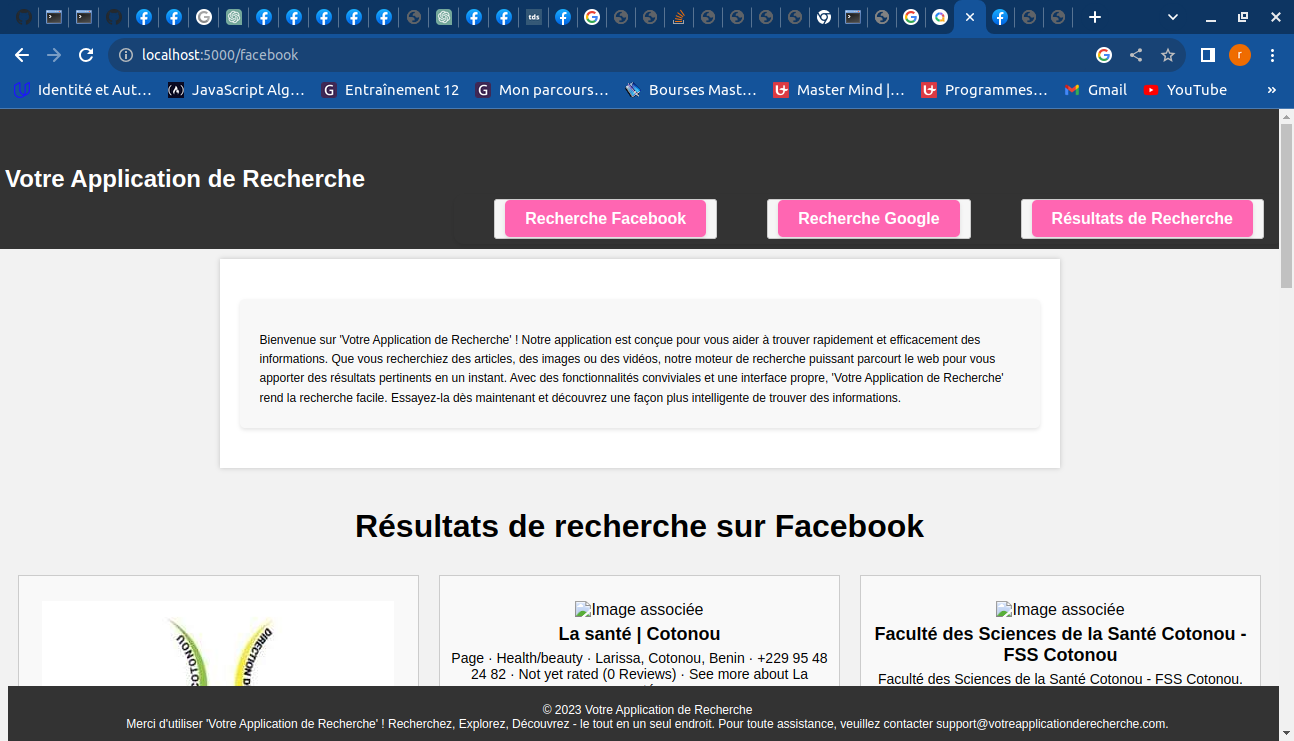 tds
localhost:5000/facebook
r
Identité et Aut… JavaScript Alg… Entraînement 12 Mon parcours… Bourses Mast… Master Mind |… Programmes… Gmail YouTube »
Votre Application de Recherche
Recherche Facebook Recherche Google Résultats de Recherche
Bienvenue sur 'Votre Application de Recherche' ! Notre application est conçue pour vous aider à trouver rapidement et efficacement des
informations. Que vous recherchiez des articles, des images ou des vidéos, notre moteur de recherche puissant parcourt le web pour vous
apporter des résultats pertinents en un instant. Avec des fonctionnalités conviviales et une interface propre, 'Votre Application de Recherche'
rend la recherche facile. Essayez-la dès maintenant et découvrez une façon plus intelligente de trouver des informations.
Résultats de recherche sur Facebook
COTONOU
DIRECTION D
Image associée
La santé | Cotonou
Page · Health/beauty · Larissa, Cotonou, Benin · +229 95 48
24 82 · Not yet rated (0 Reviews) · See more about La
Image associée
Faculté des Sciences de la Santé Cotonou -
FSS Cotonou
Faculté des Sciences de la Santé Cotonou - FSS Cotonou.
© 2023 Votre Application de Recherche
Merci d'utiliser 'Votre Application de Recherche' ! Recherchez, Explorez, Découvrez - le tout en un seul endroit. Pour toute assistance, veuillez contacter support@votreapplicationderecherche.com.